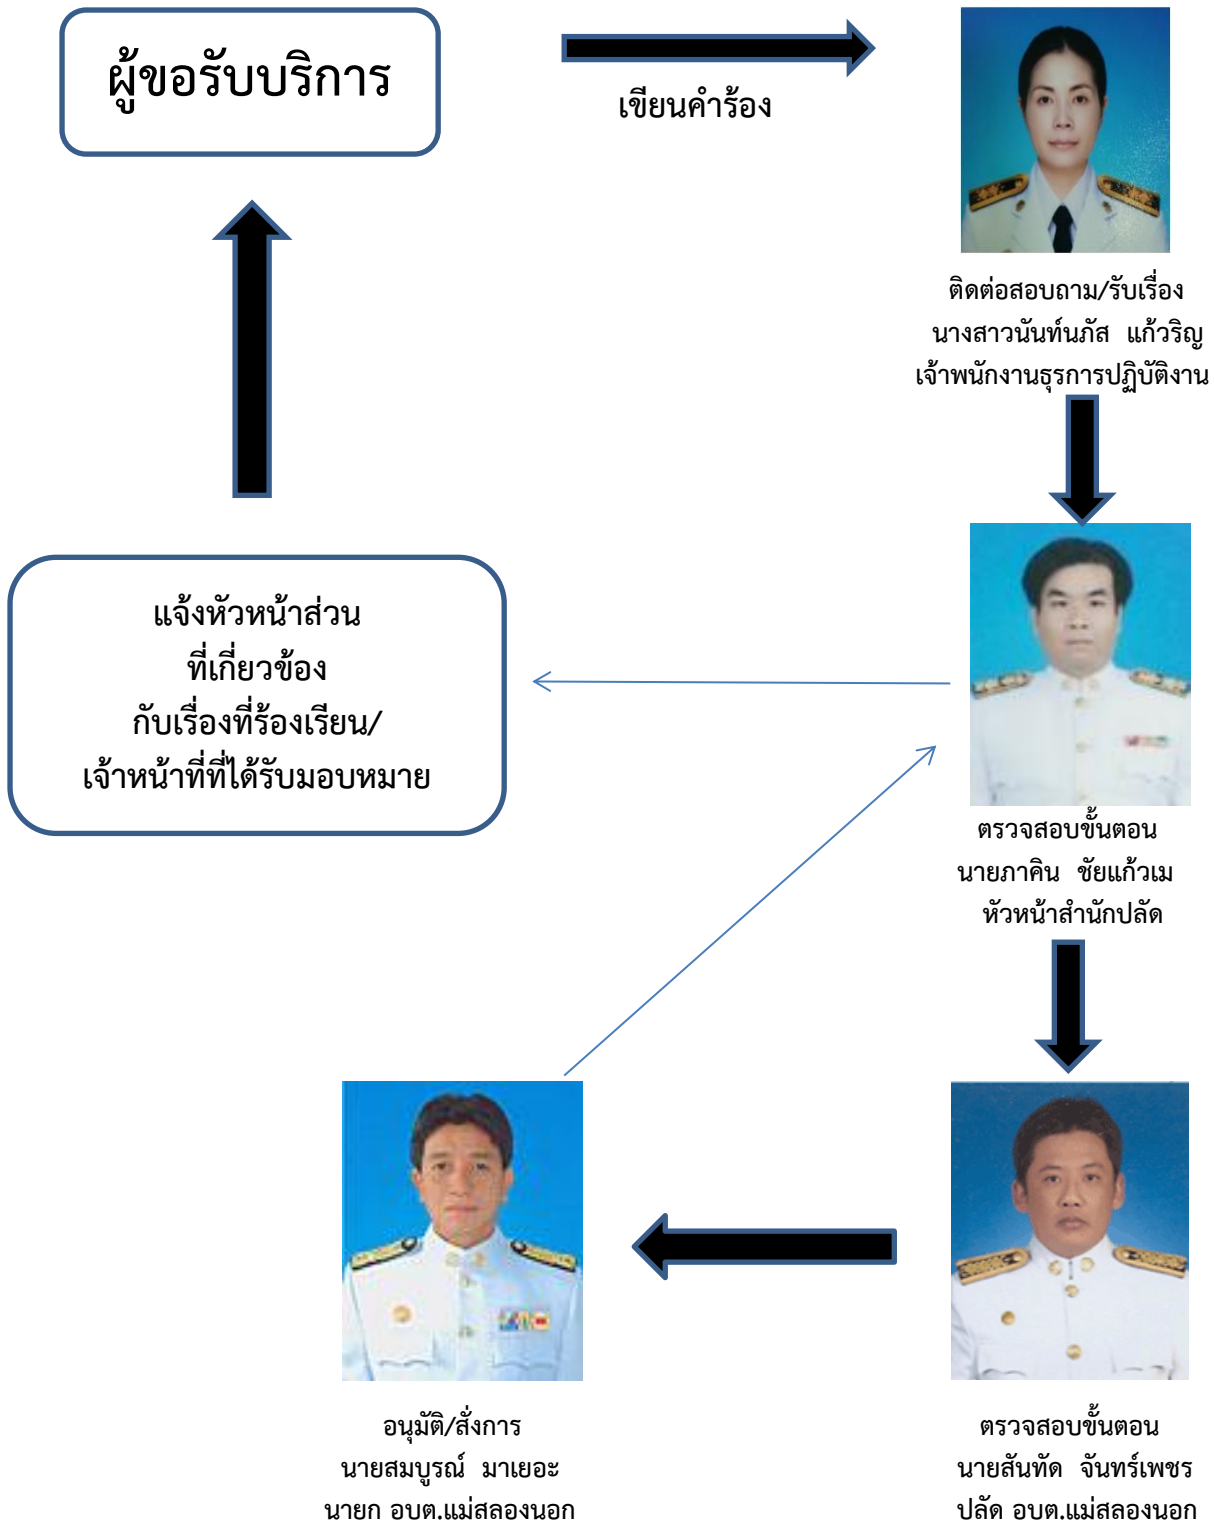 ผู้ขอรับบริการ
เขียนคำร้อง
ติดต่อสอบถาม/รับเรื่อง
นางสาวนันท์นภัส แก้วริญ
เจ้าพนักงานธุรการปฏิบัติงาน
แจ้งหัวหน้าส่วน
ที่เกี่ยวข้อง
กับเรื่องที่ร้องเรียน/
เจ้าหน้าที่ที่ได้รับมอบหมาย
ตรวจสอบขั้นตอน
นายภาคิน ชัยแก้วเม
หัวหน้าสำนักปลัด
อนุมัติ/สั่งการ
นายสมบูรณ์ มาเยอะ
นายก อบต.แม่สลองนอก
ตรวจสอบขั้นตอน
นายสันทัด จันทร์เพชร
ปลัด อบต.แม่สลองนอก